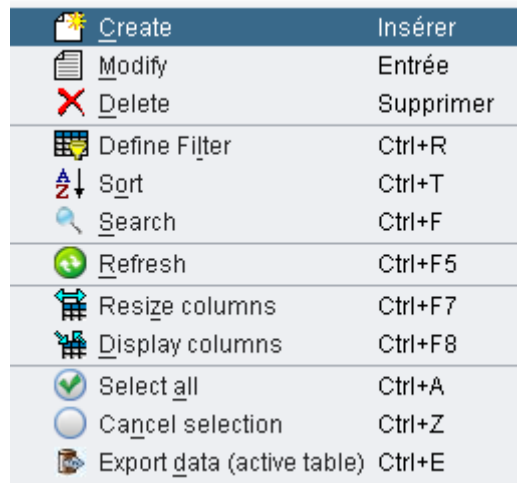 Create Insérer
Modify Entrée
Delete Supprimer
Define Filter Ctrl+R
Sort Ctrl+T
Search Ctrl+F
Refresh Ctrl+F5
Resize columns Ctrl+F7
Display columns Ctrl+F8
Select all Ctrl+A
Cancel selection Ctrl+Z
Export data (active table) Ctrl+E